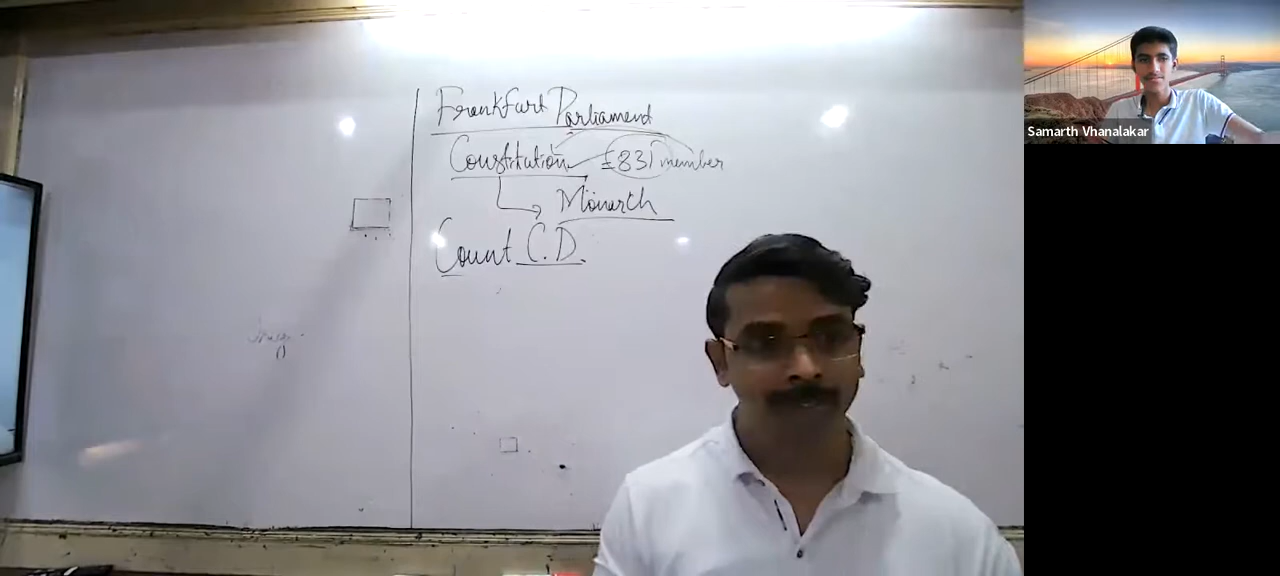 Frankfurt Parliament
Constitution 831 member
Monarch
Count C.D.
Samarth Vhanalakar